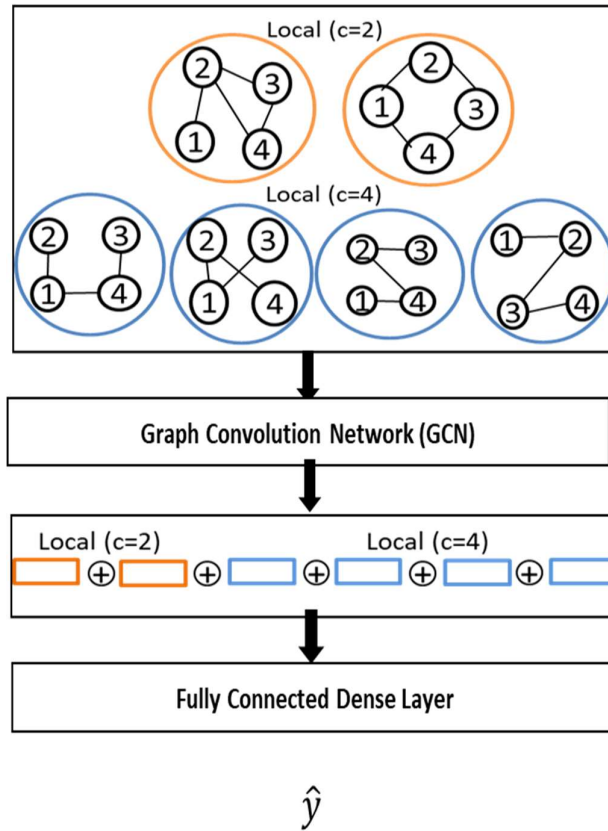 Local (c=2)
2 3 1 4
2 1 3 4
Local (c=4)
2 3 1 4
2 3 1 4
2 3 1 4
1 2 3 4
Graph Convolution Network (GCN)
Local (c=2) Local (c=4)
+ + + + +
Fully Connected Dense Layer
ŷ